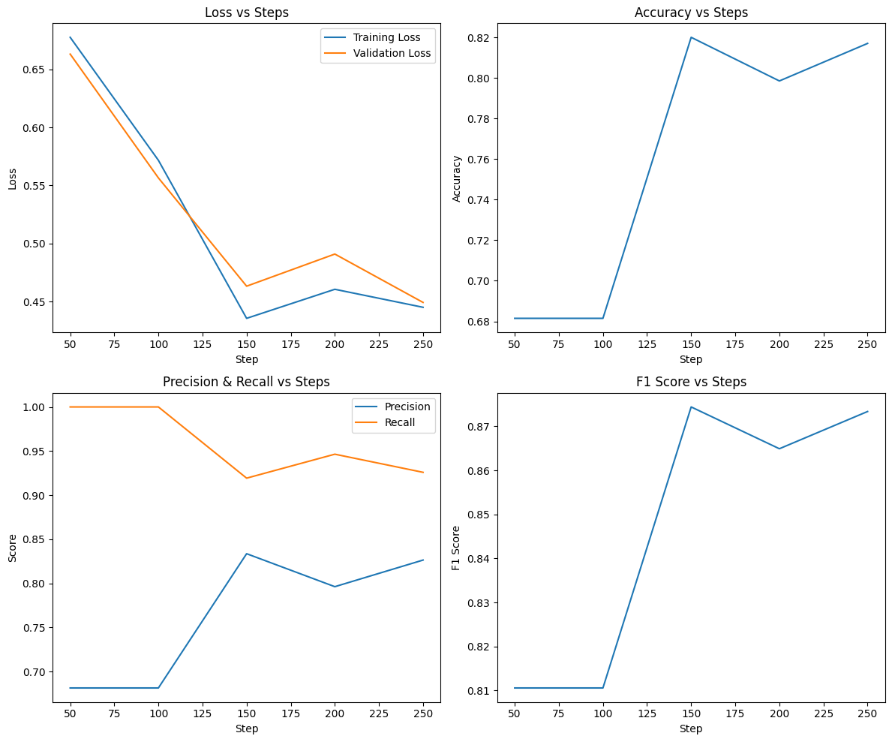 Loss vs Steps
Training Loss
Validation Loss
0.65
0.60
0.55
0.50
0.45
Loss
50 75 100 125 150 175 200 225 250
Step
Accuracy vs Steps
0.82
0.80
0.78
0.76
0.74
0.72
0.70
0.68
Accuracy
50 75 100 125 150 175 200 225 250
Step
Precision & Recall vs Steps
Precision
Recall
1.00
0.95
0.90
0.85
0.80
0.75
0.70
Score
50 75 100 125 150 175 200 225 250
Step
F1 Score vs Steps
0.87
0.86
0.85
0.84
0.83
0.82
0.81
F1 Score
50 75 100 125 150 175 200 225 250
Step